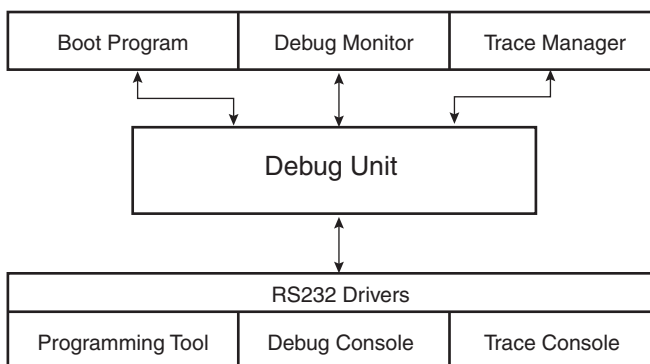 Boot Program
Debug Monitor
Trace Manager
Debug Unit
RS232 Drivers
Programming Tool
Debug Console
Trace Console